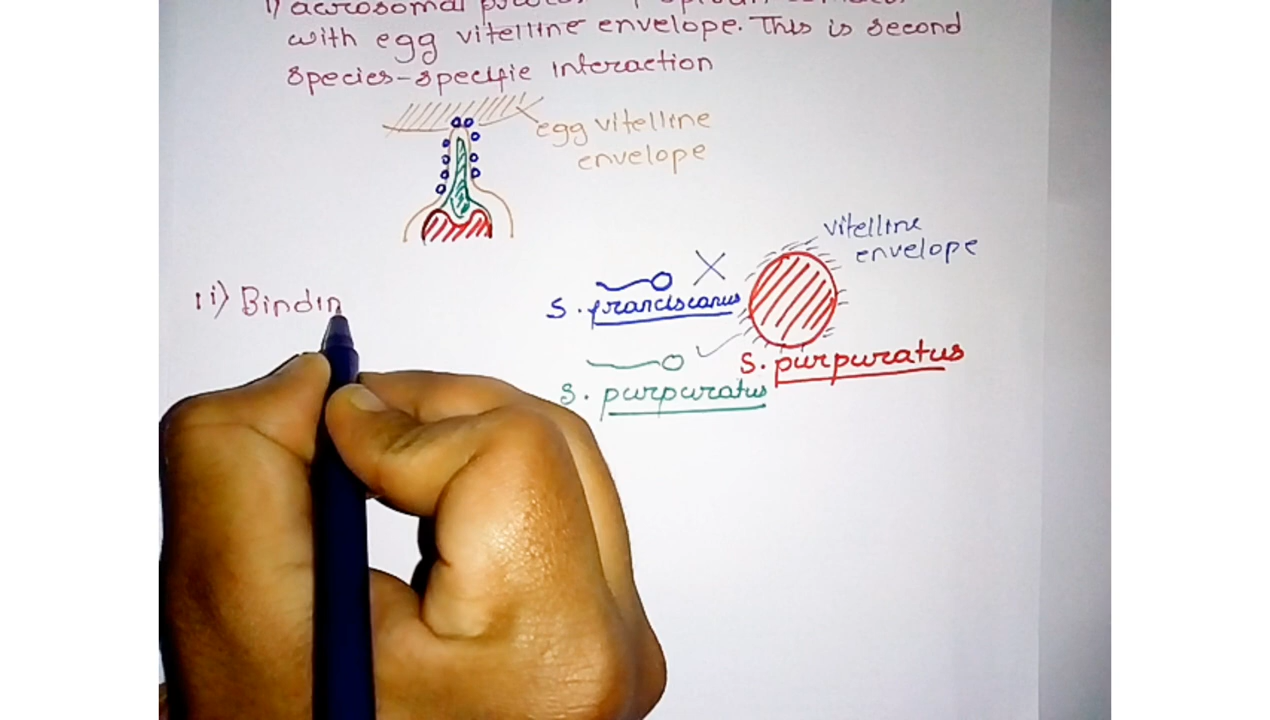 i) acrosomal
with egg vitelline envelope. This is second
species-specific interaction
egg vitelline
envelope
vitelline
envelope
S. franciscanus
S. purpuratus
S. purpuratus
ii) Bindin